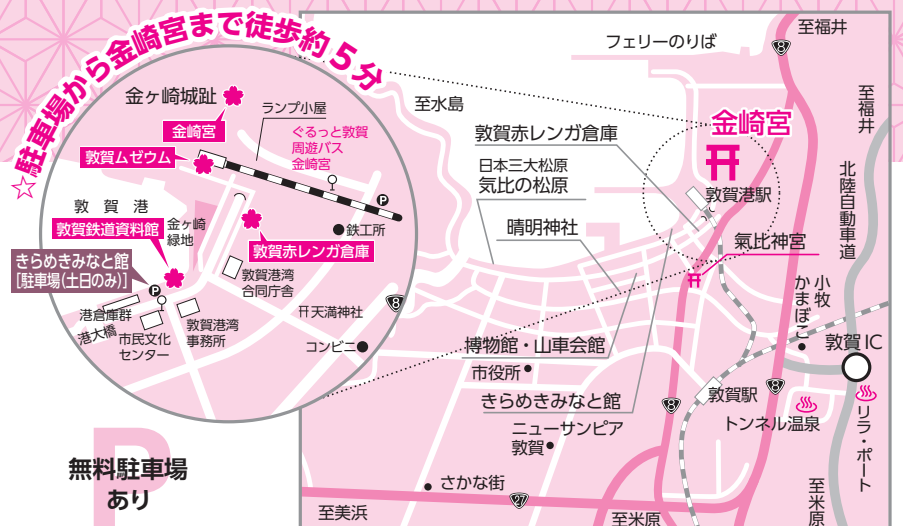 ☆駐車場から金崎宮まで徒歩約5分
金ヶ崎城趾
金崎宮
ランプ小屋
敦賀ムゼウム
ぐるっと敦賀
周遊バス
金崎宮
P
敦賀港
金ヶ崎
緑地
敦賀鉄道資料館
鉄工所
敦賀赤レンガ倉庫
きらめきみなと館
[駐車場(土日のみ)]
P
敦賀港湾
合同庁舎
港倉庫群
港大橋
市民文化
センター
敦賀港湾
事務所
天満神社
8
コンビニ
P
無料駐車場
あり
フェリーのりば
8
至福井
至水島
至福井
敦賀赤レンガ倉庫
金崎宮
日本三大松原
気比の松原
敦賀港駅
北陸自動車道
晴明神社
氣比神宮
小牧
かまぼこ
博物館・山車会館
敦賀IC
市役所
きらめきみなと館
8
敦賀駅
8
トンネル温泉
リラ・ポート
ニューサンピア
敦賀
さかな街
27
至美浜
至米原
至米原